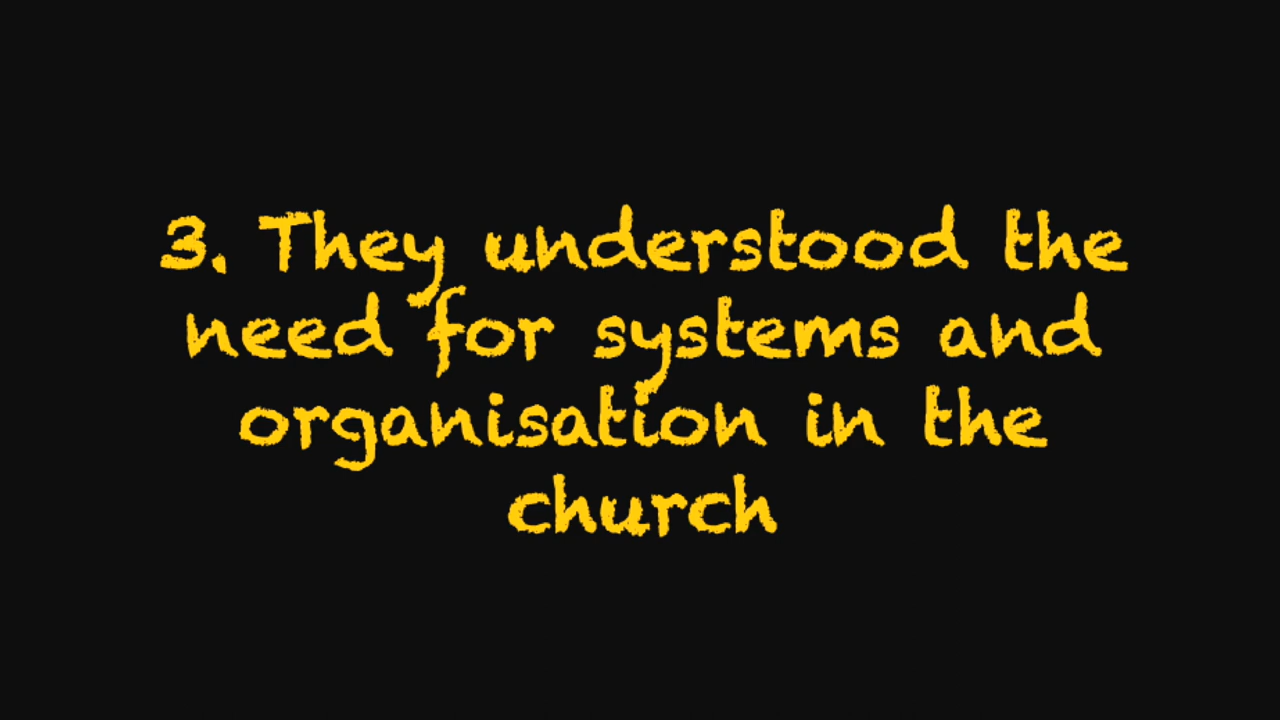 3. They understood the
need for systems and
organisation in the
church